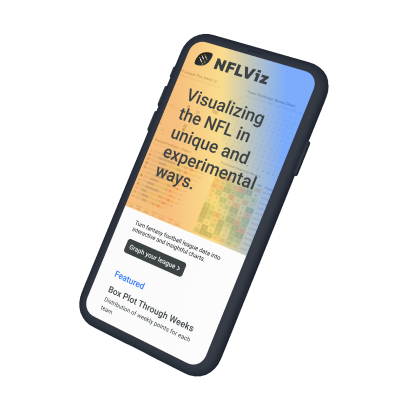 NFLViz
Visualizing
the NFL in
unique and
experimental
ways.
Turn fantasy football league data into
interactive and insightful charts.
Graph your league >
Featured
Box Plot Through Weeks
Distribution of weekly points for each
team